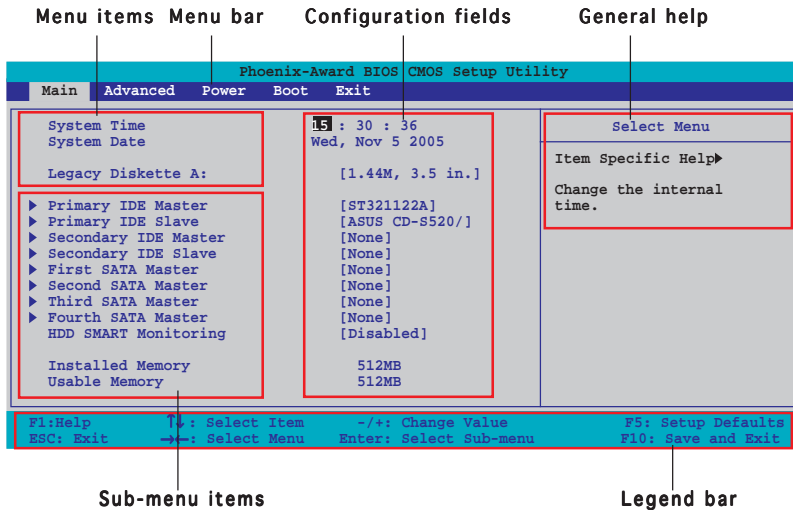 Menu items Menu bar Configuration fields General help
Phoenix-Award BIOS CMOS Setup Utility
Main Advanced Power Boot Exit
System Time 15 : 30 : 36
System Date Wed, Nov 5 2005
Legacy Diskette A: [1.44M, 3.5 in.]
Select Menu
Item Specific Help▶
Change the internal
time.
▶ Primary IDE Master [ST321122A]
▶ Primary IDE Slave [ASUS CD-S520/]
▶ Secondary IDE Master [None]
▶ Secondary IDE Slave [None]
▶ First SATA Master [None]
▶ Second SATA Master [None]
▶ Third SATA Master [None]
▶ Fourth SATA Master [None]
HDD SMART Monitoring [Disabled]
Installed Memory 512MB
Usable Memory 512MB
F1:Help ↑↓: Select Item -/+: Change Value F5: Setup Defaults
ESC: Exit →←: Select Menu Enter: Select Sub-menu F10: Save and Exit
Sub-menu items Legend bar